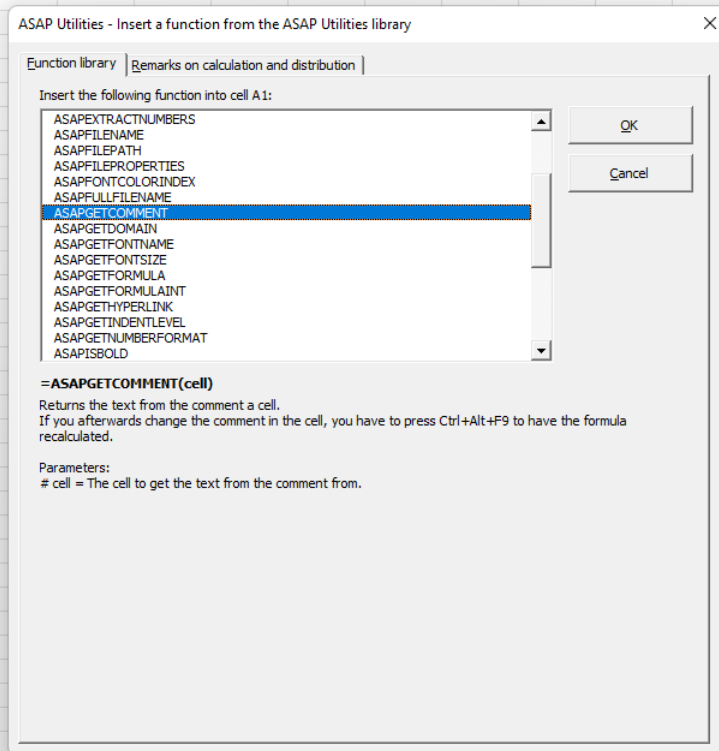 ASAP Utilities - Insert a function from the ASAP Utilities library
Function library
Remarks on calculation and distribution
Insert the following function into cell A1:
ASAPEXTRACTNUMBERS
ASAPFILENAME
ASAPFILEPATH
ASAPFILEPROPERTIES
ASAPFONTCOLORINDEX
ASAPFULLFILENAME
ASAPGETCOMMENT
ASAPGETDOMAIN
ASAPGETFONTNAME
ASAPGETFONTSIZE
ASAPGETFORMULA
ASAPGETFORMULAINT
ASAPGETHYPERLINK
ASAPGETINDENTLEVEL
ASAPGETNUMBERFORMAT
ASAPISBOLD
OK
Cancel
=ASAPGETCOMMENT(cell)
Returns the text from the comment a cell.
If you afterwards change the comment in the cell, you have to press Ctrl+Alt+F9 to have the formula
recalculated.
Parameters:
# cell = The cell to get the text from the comment from.